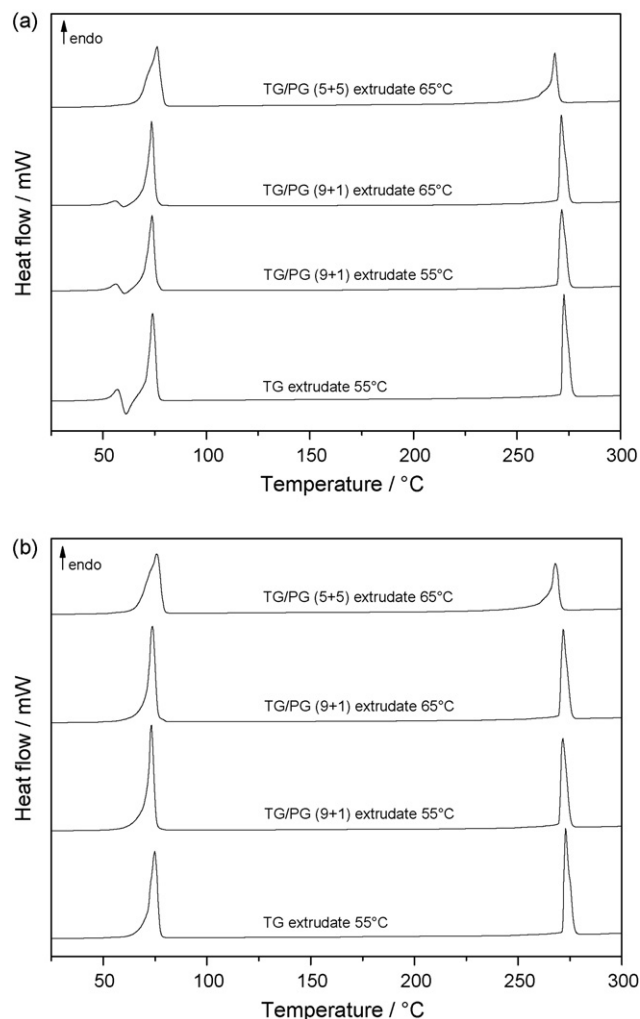 (a)
endo
TG/PG (5+5) extrudate 65°C
TG/PG (9+1) extrudate 65°C
TG/PG (9+1) extrudate 55°C
TG extrudate 55°C
Heat flow / mW
50 100 150 200 250 300
Temperature / °C
(b)
endo
TG/PG (5+5) extrudate 65°C
TG/PG (9+1) extrudate 65°C
TG/PG (9+1) extrudate 55°C
TG extrudate 55°C
Heat flow / mW
50 100 150 200 250 300
Temperature / °C